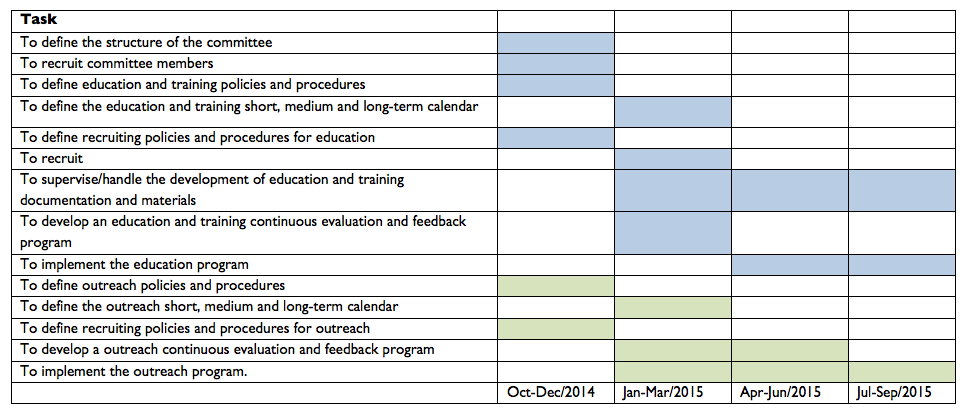 Task
To define the structure of the committee
To recruit committee members
To define education and training policies and procedures
To define the education and training short, medium and long-term calendar
To define recruiting policies and procedures for education
To recruit
To supervise/handle the development of education and training
documentation and materials
To develop an education and training continuous evaluation and feedback
program
To implement the education program
To define outreach policies and procedures
To define the outreach short, medium and long-term calendar
To define recruiting policies and procedures for outreach
To develop a outreach continuous evaluation and feedback program
To implement the outreach program.
Oct-Dec/2014 Jan-Mar/2015 Apr-Jun/2015 Jul-Sep/2015